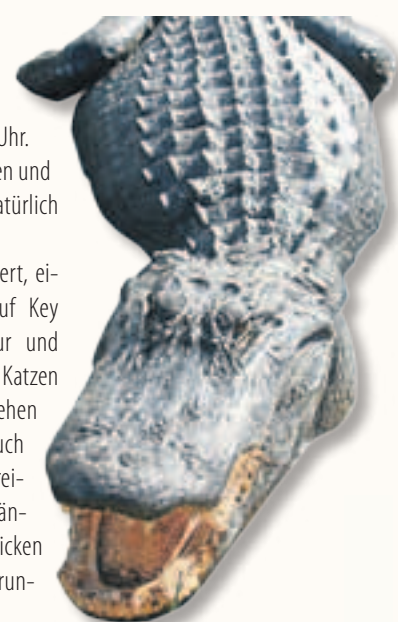 Uhr.
en und
atürlich
ert, ei-
uf Key
ur und
Katzen
ehen
uch
rei-
än-
icken
run-